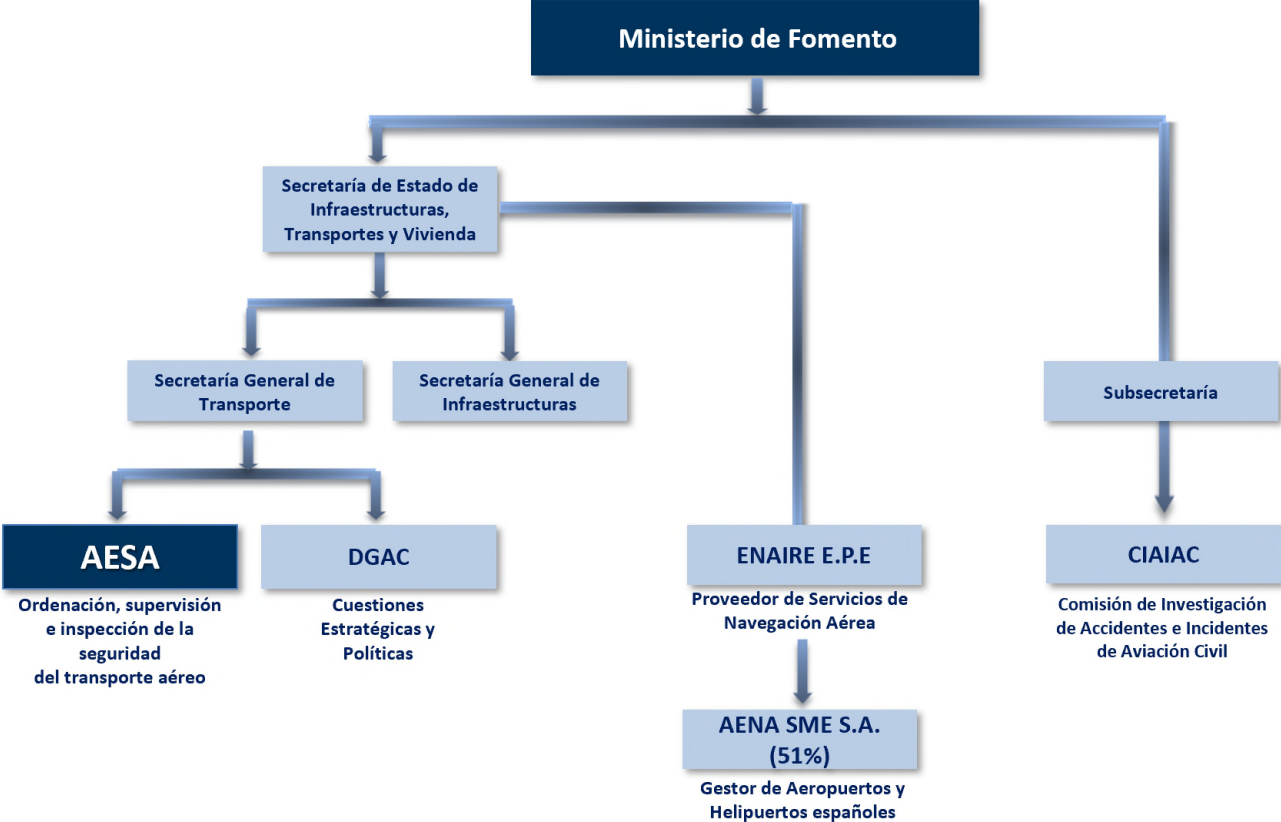 Ministerio de Fomento
Secretaría de Estado de
Infraestructuras,
Transportes y Vivienda
Secretaría General de
Transporte
Secretaría General de
Infraestructuras
Subsecretaría
AESA
Ordenación, supervisión
e inspección de la
seguridad
del transporte aéreo
DGAC
Cuestiones
Estratégicas y
Políticas
ENAIRE E.P.E
Proveedor de Servicios de
Navegación Aérea
CIAIAC
Comisión de Investigación
de Accidentes e Incidentes
de Aviación Civil
AENA SME S.A.
(51%)
Gestor de Aeropuertos y
Helipuertos españoles